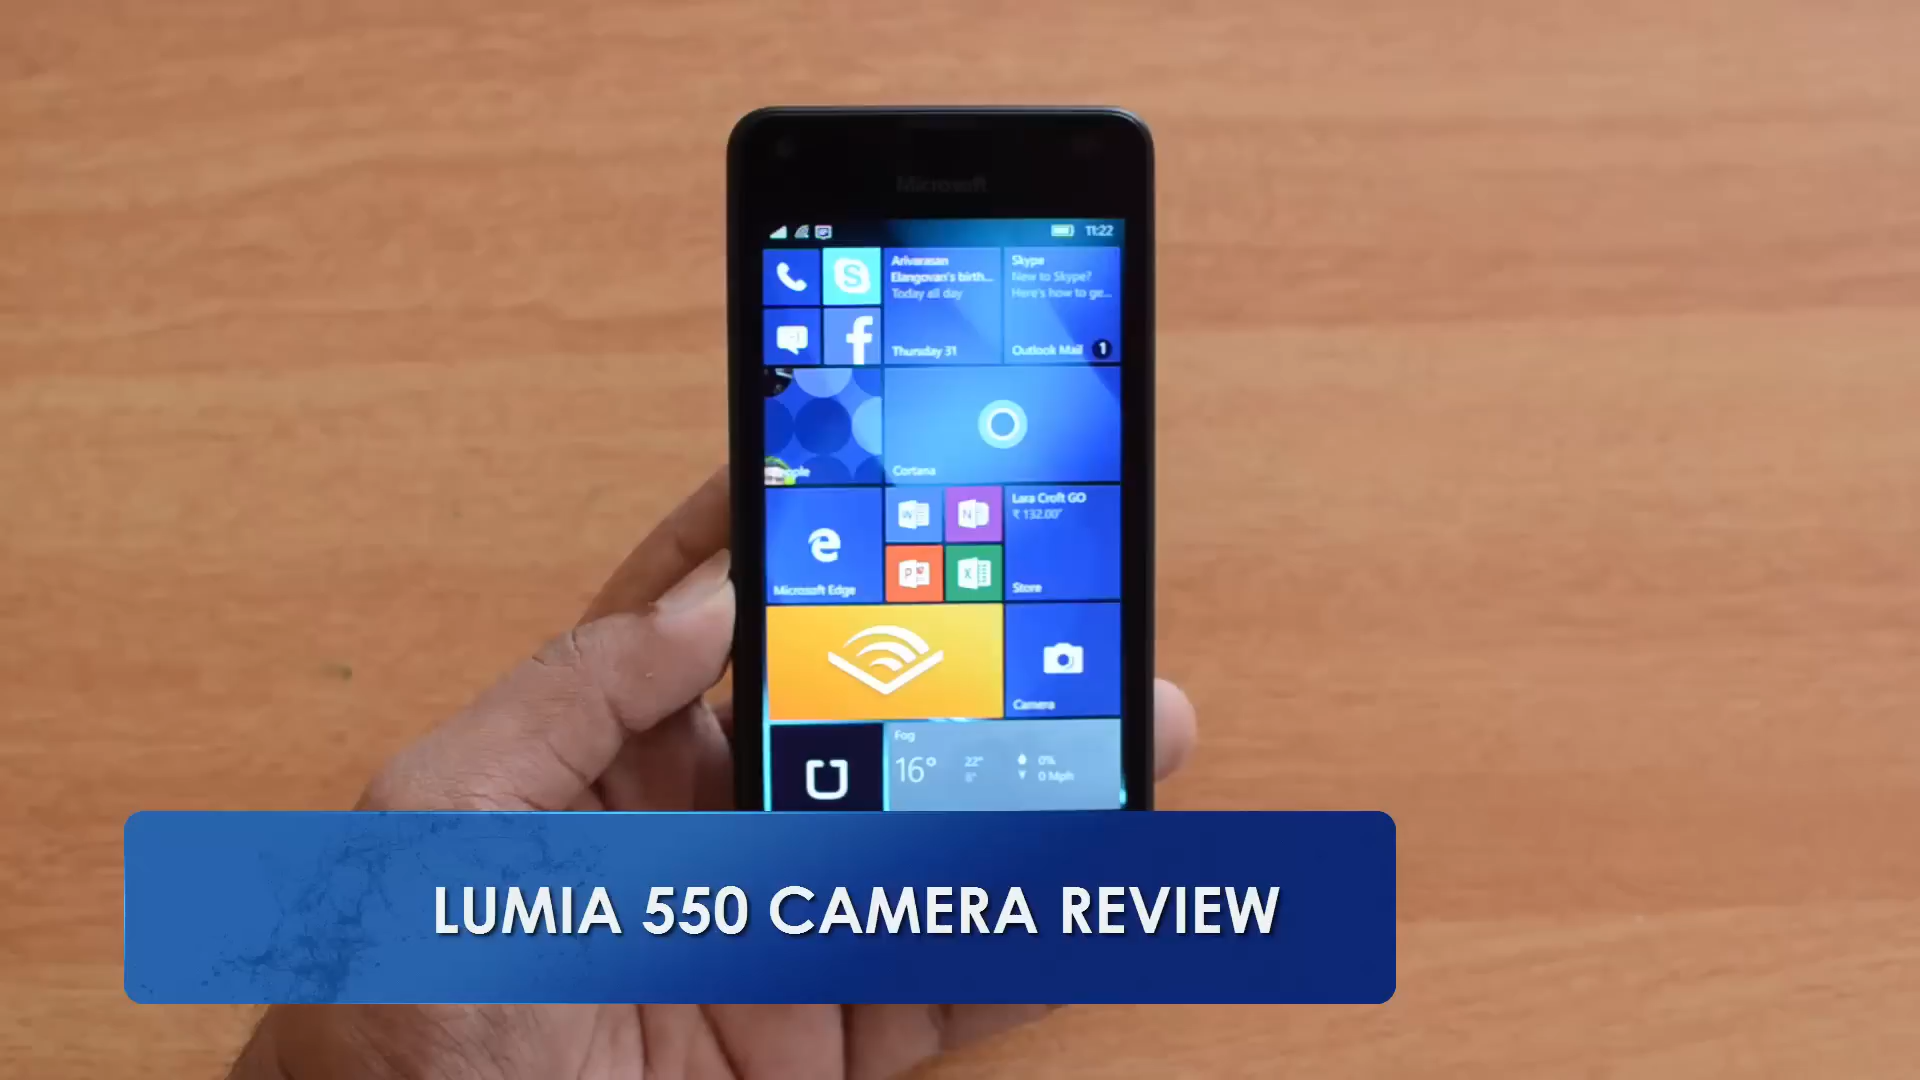 Microsoft
11:22
Arivarasan
Elangovan's birth...
Today all day
Thursday 31
Skype
New to Skype?
Here's how to ge...
Outlook Mail 1
Cortana
Microsoft Edge
Lara Croft GO
₹ 132.00*
Store
Camera
Fog
16° 22° 0%
8° 0 Mph
LUMIA 550 CAMERA REVIEW